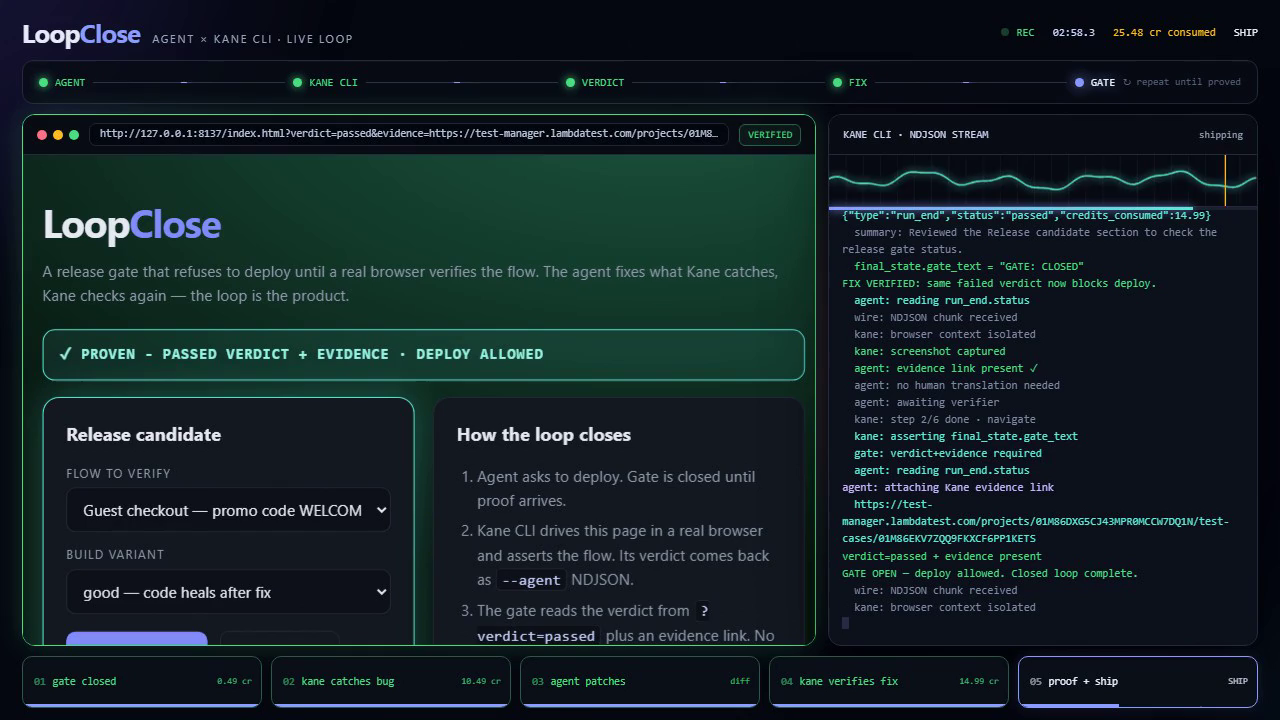 LoopClose AGENT × KANE CLI · LIVE LOOP
REC 02:58.3 25.48 cr consumed SHIP
AGENT — KANE CLI — VERDICT — FIX — GATE ↻ repeat until proved
http://127.0.0.1:8137/index.html?verdict=passed&evidence=https://test-manager.lambdatest.com/projects/01M8… VERIFIED
LoopClose
A release gate that refuses to deploy until a real browser verifies the flow. The agent fixes what Kane catches,
Kane checks again — the loop is the product.
✓ PROVEN - PASSED VERDICT + EVIDENCE · DEPLOY ALLOWED
Release candidate
FLOW TO VERIFY
Guest checkout — promo code WELCOM
BUILD VARIANT
good — code heals after fix
How the loop closes
1. Agent asks to deploy. Gate is closed until
proof arrives.
2. Kane CLI drives this page in a real browser
and asserts the flow. Its verdict comes back
as --agent NDJSON.
3. The gate reads the verdict from ?
verdict=passed plus an evidence link. No
KANE CLI · NDJSON STREAM shipping
{"type":"run_end","status":"passed","credits_consumed":14.99}
summary: Reviewed the Release candidate section to check the
release gate status.
final_state.gate_text = "GATE: CLOSED"
FIX VERIFIED: same failed verdict now blocks deploy.
agent: reading run_end.status
wire: NDJSON chunk received
kane: browser context isolated
kane: screenshot captured
agent: evidence link present ✓
agent: no human translation needed
agent: awaiting verifier
kane: step 2/6 done · navigate
kane: asserting final_state.gate_text
gate: verdict+evidence required
agent: reading run_end.status
agent: attaching Kane evidence link
https://test-
manager.lambdatest.com/projects/01M86DXG5CJ43MPR0MCCW7DQ1N/test-
cases/01M86EKV7ZQQ9FKXCF6PP1KETS
verdict=passed + evidence present
GATE OPEN — deploy allowed. Closed loop complete.
wire: NDJSON chunk received
kane: browser context isolated
01 gate closed 0.49 cr
02 kane catches bug 10.49 cr
03 agent patches diff
04 kane verifies fix 14.99 cr
05 proof + ship SHIP